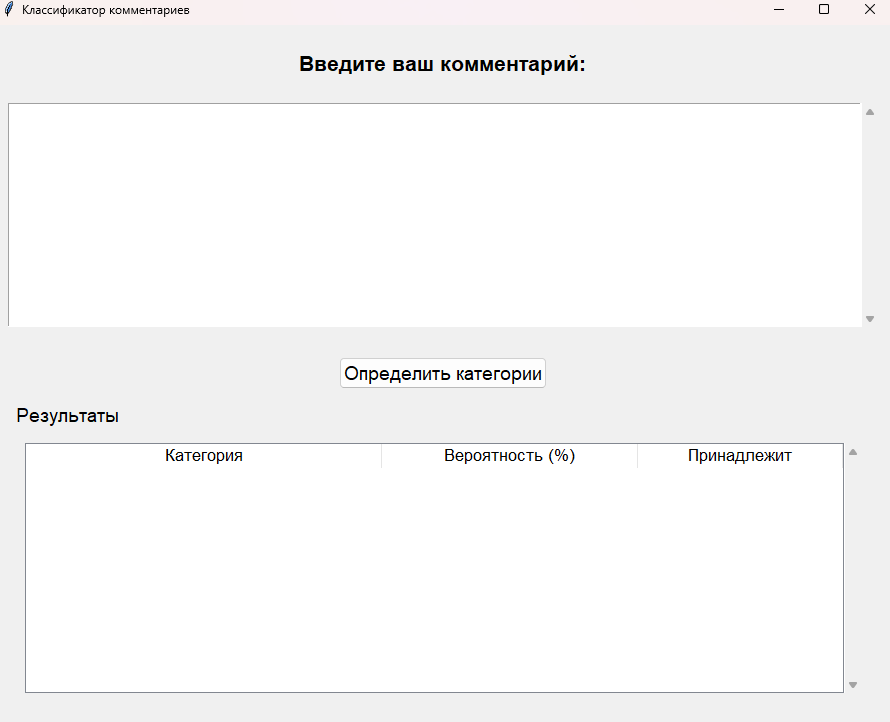 Классификатор комментариев
Введите ваш комментарий:
Определить категории
Результаты
Категория Вероятность (%) Принадлежит